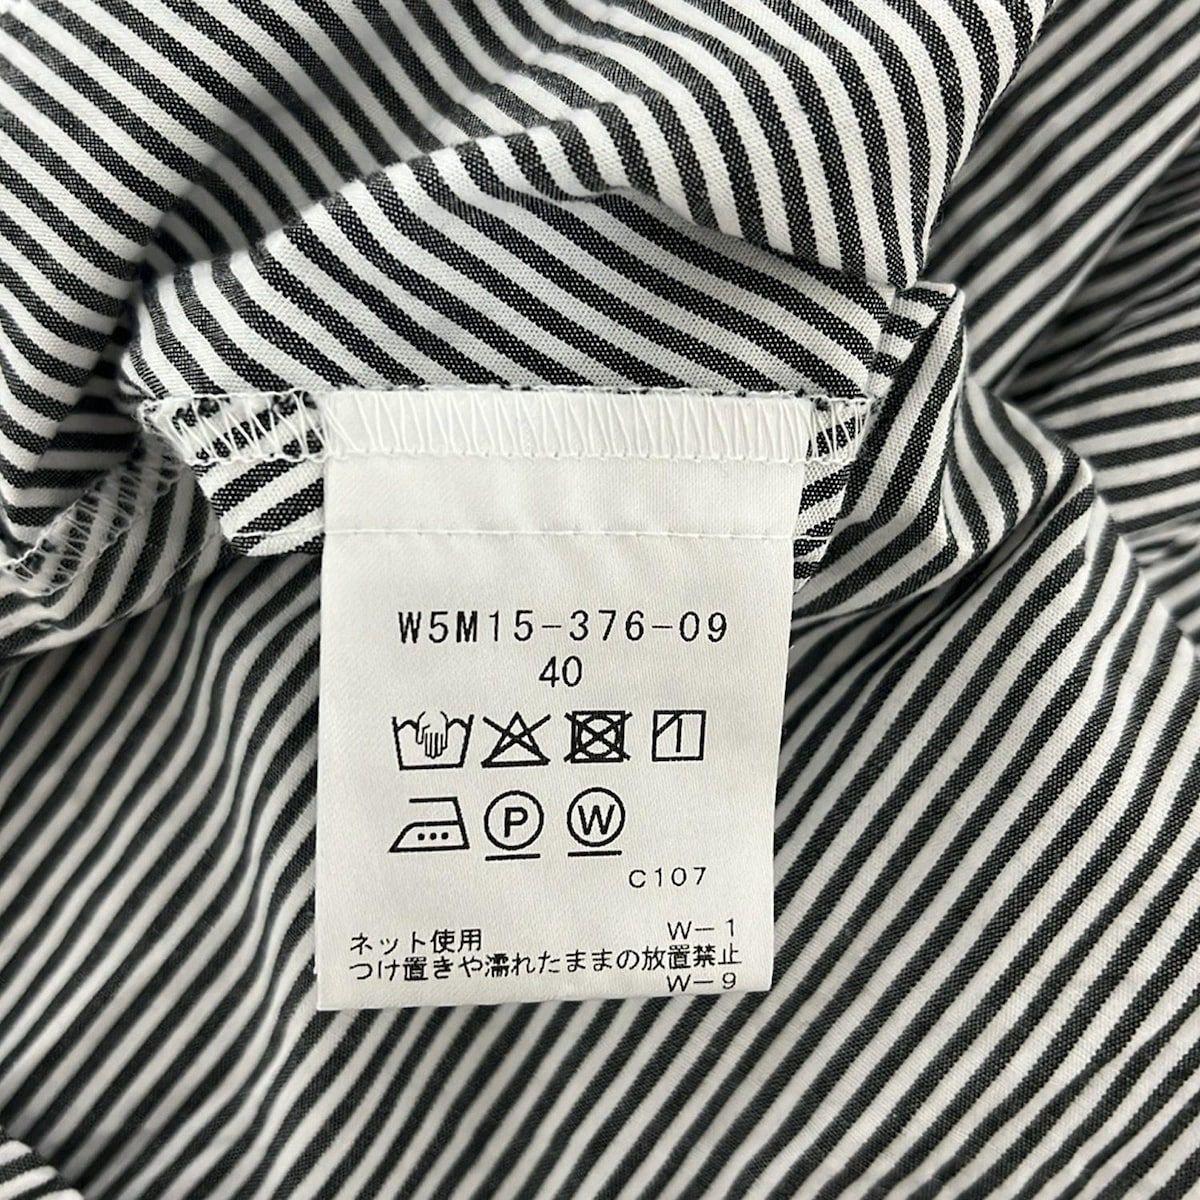 W5M15-376-09
40
P W
C107
ネット使用 W-1
つけ置きや濡れたままの放置禁止
W-9